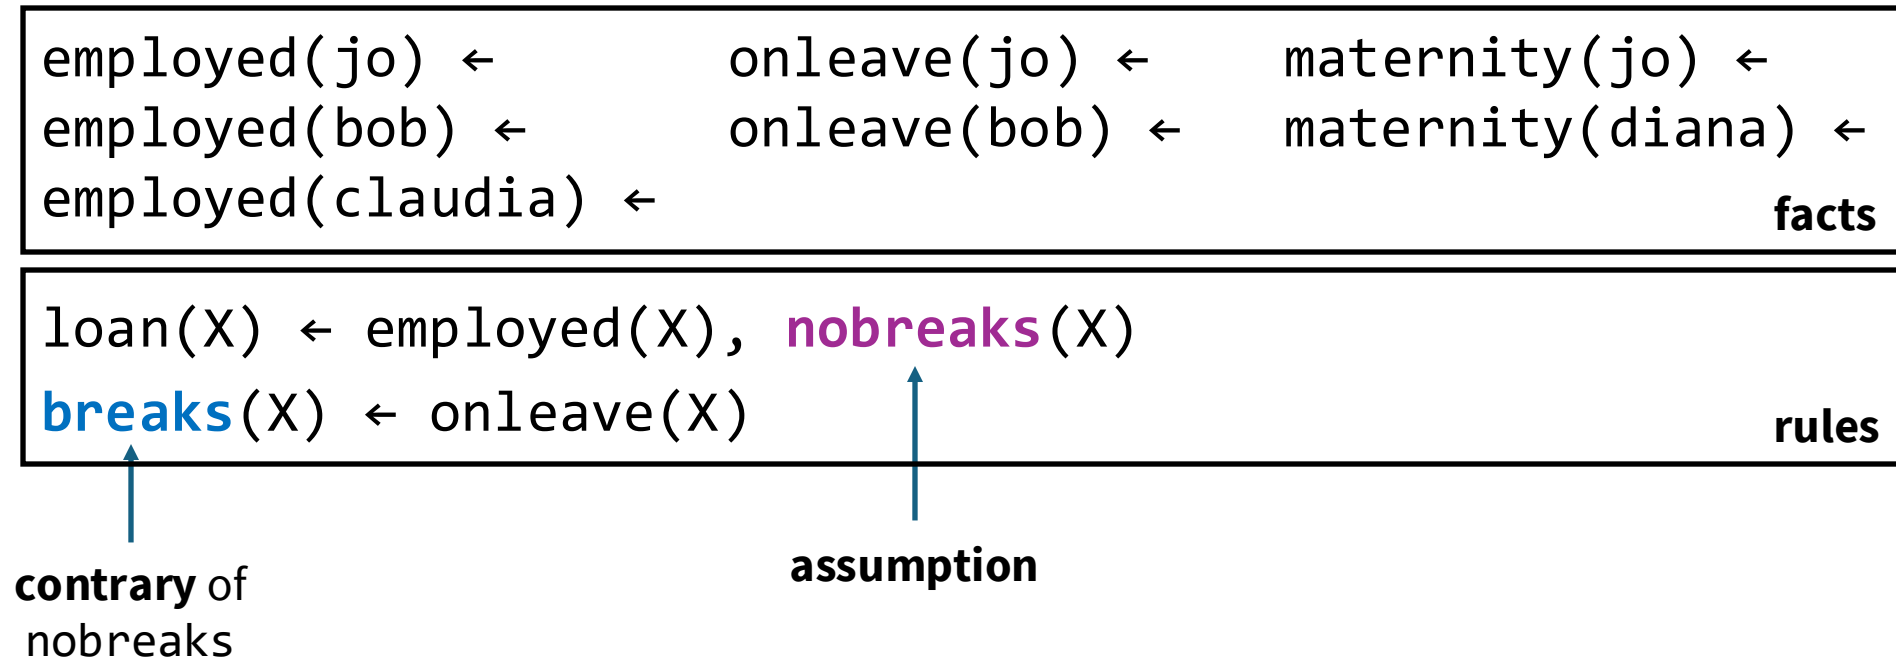 employed(jo) ← onleave(jo) ← maternity(jo) ←
employed(bob) ← onleave(bob) ← maternity(diana) ←
employed(claudia) ←
facts
loan(X) ← employed(X), nobreaks(X)
breaks(X) ← onleave(X)
rules
assumption
contrary of
nobreaks